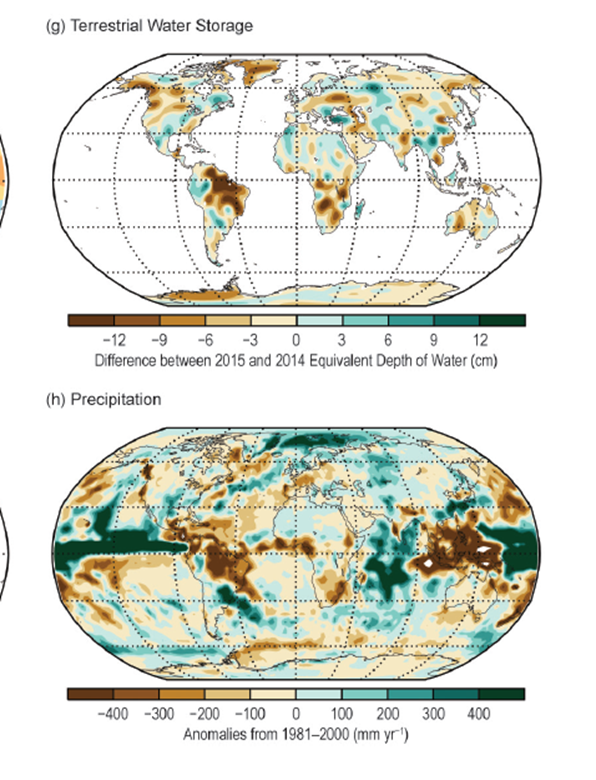 (g) Terrestrial Water Storage
−12 −9 −6 −3 0 3 6 9 12
Difference between 2015 and 2014 Equivalent Depth of Water (cm)
(h) Precipitation
−400 −300 −200 −100 0 100 200 300 400
Anomalies from 1981–2000 (mm yr⁻¹)